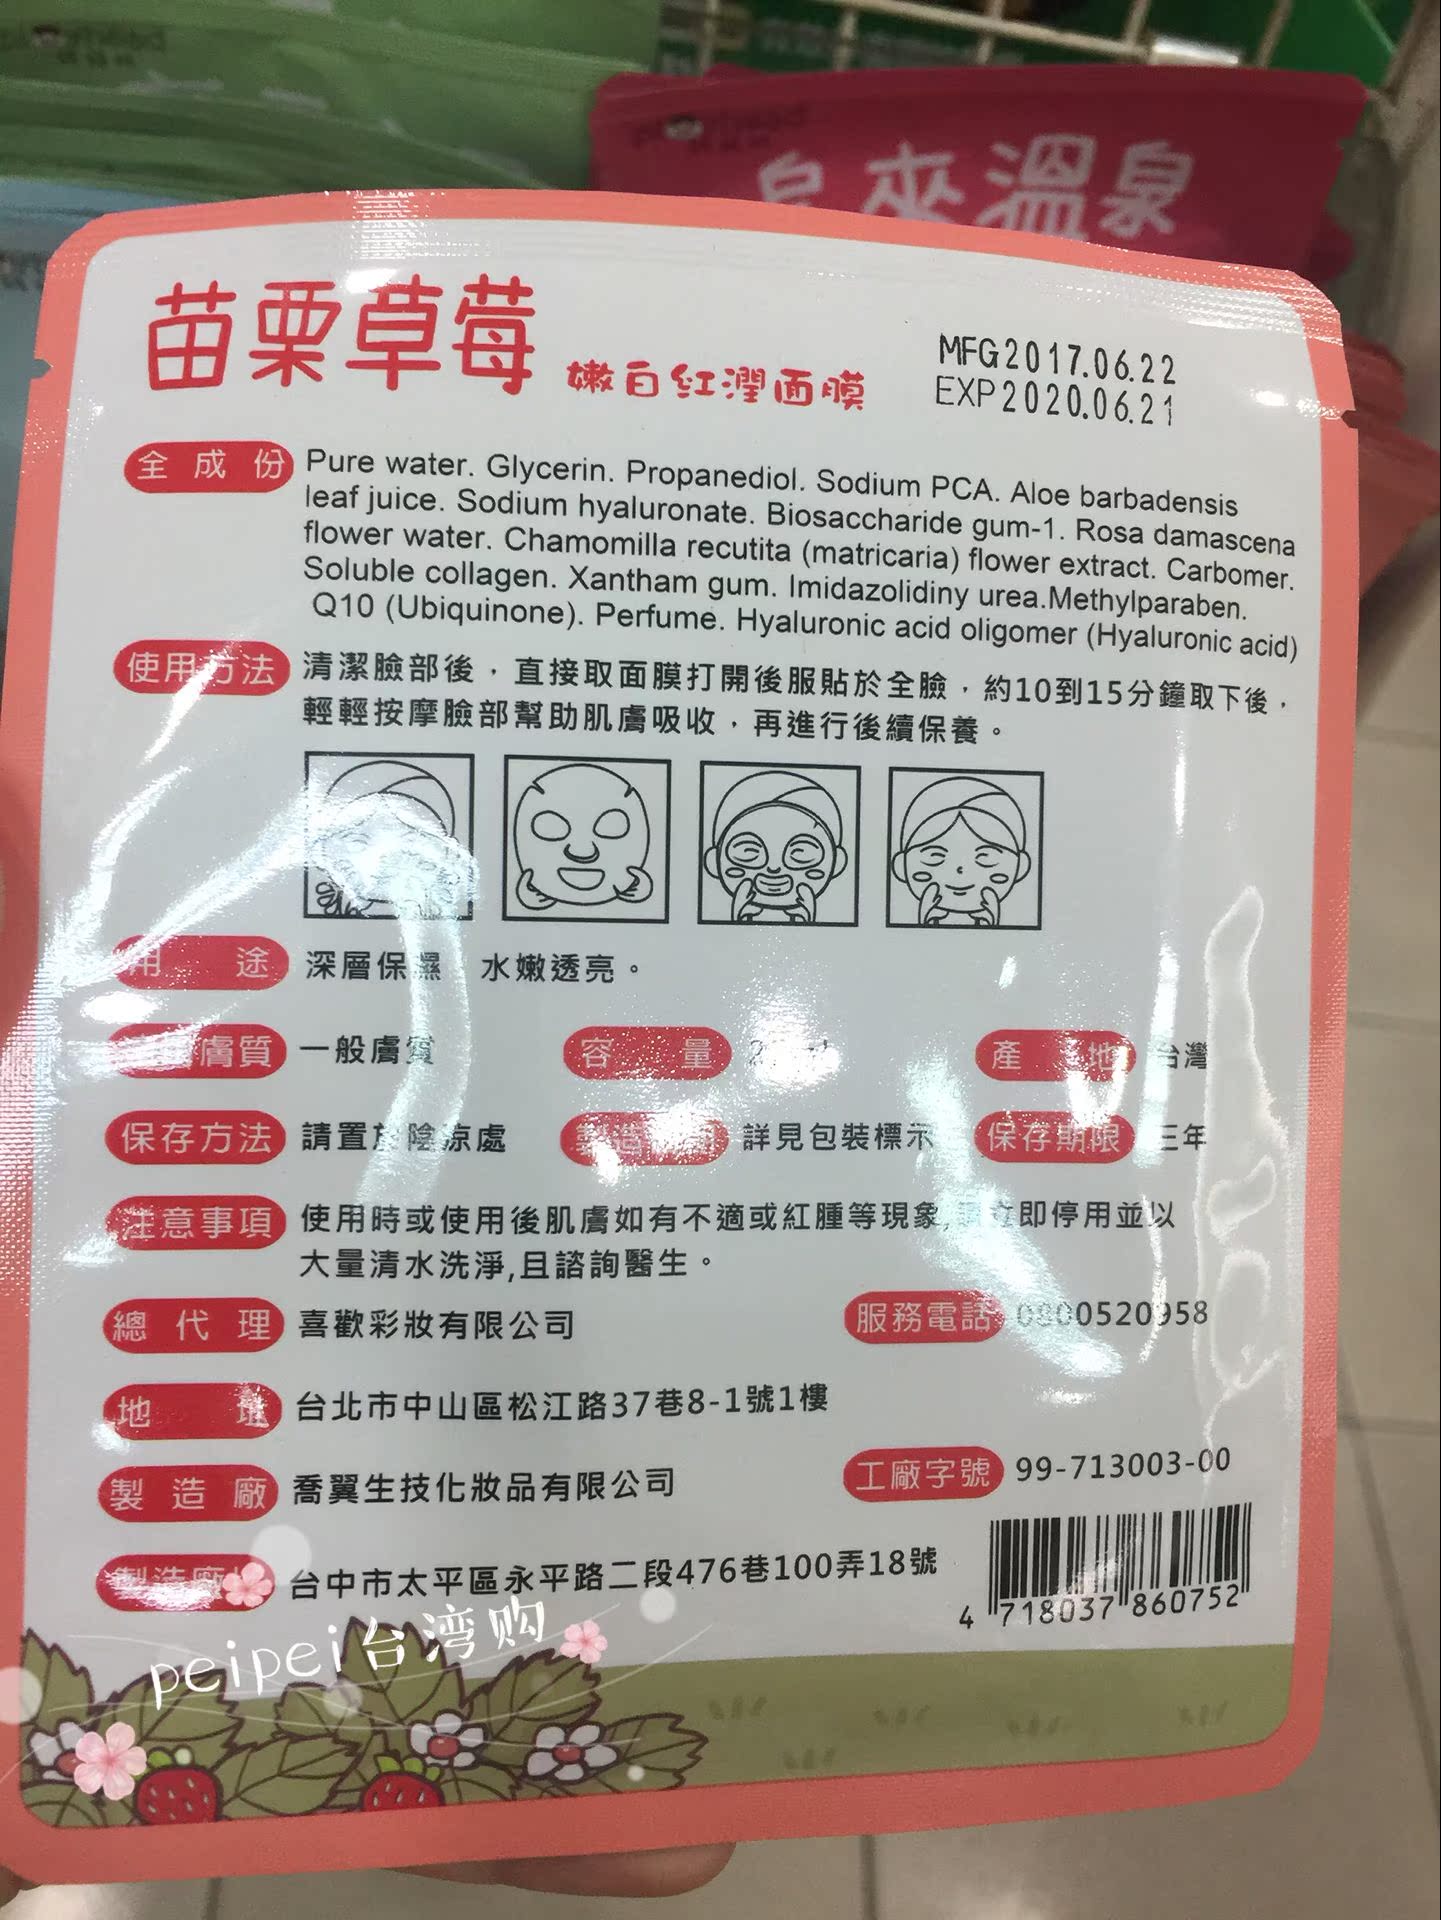 來溫泉
苗栗草莓
嫩白紅潤面膜
MFG2017.06.22
EXP2020.06.21
全成份 Pure water. Glycerin. Propanediol. Sodium PCA. Aloe barbadensis
leaf juice. Sodium hyaluronate. Biosaccharide gum-1. Rosa damascena
flower water. Chamomilla recutita (matricaria) flower extract. Carbomer.
Soluble collagen. Xantham gum. Imidazolidiny urea.Methylparaben.
Q10 (Ubiquinone). Perfume. Hyaluronic acid oligomer (Hyaluronic acid)
使用方法 清潔臉部後，直接取面膜打開後服貼於全臉，約10到15分鐘取下後，
輕輕按摩臉部幫助肌膚吸收，再進行後續保養。
用途 深層保濕 水嫩透亮。
膚質 一般膚質 容量 產地 台灣
保存方法 請置於陰涼處 詳見包裝標示 保存期限 三年
注意事項 使用時或使用後肌膚如有不適或紅腫等現象,請立即停用並以
大量清水洗淨,且諮詢醫生。
總代理 喜歡彩妝有限公司 服務電話 0800520958
地址 台北市中山區松江路37巷8-1號1樓
製造廠 喬翼生技化妝品有限公司 工廠字號 99-713003-00
製造廠 台中市太平區永平路二段476巷100弄18號
4 718037 860752
peipei台湾购